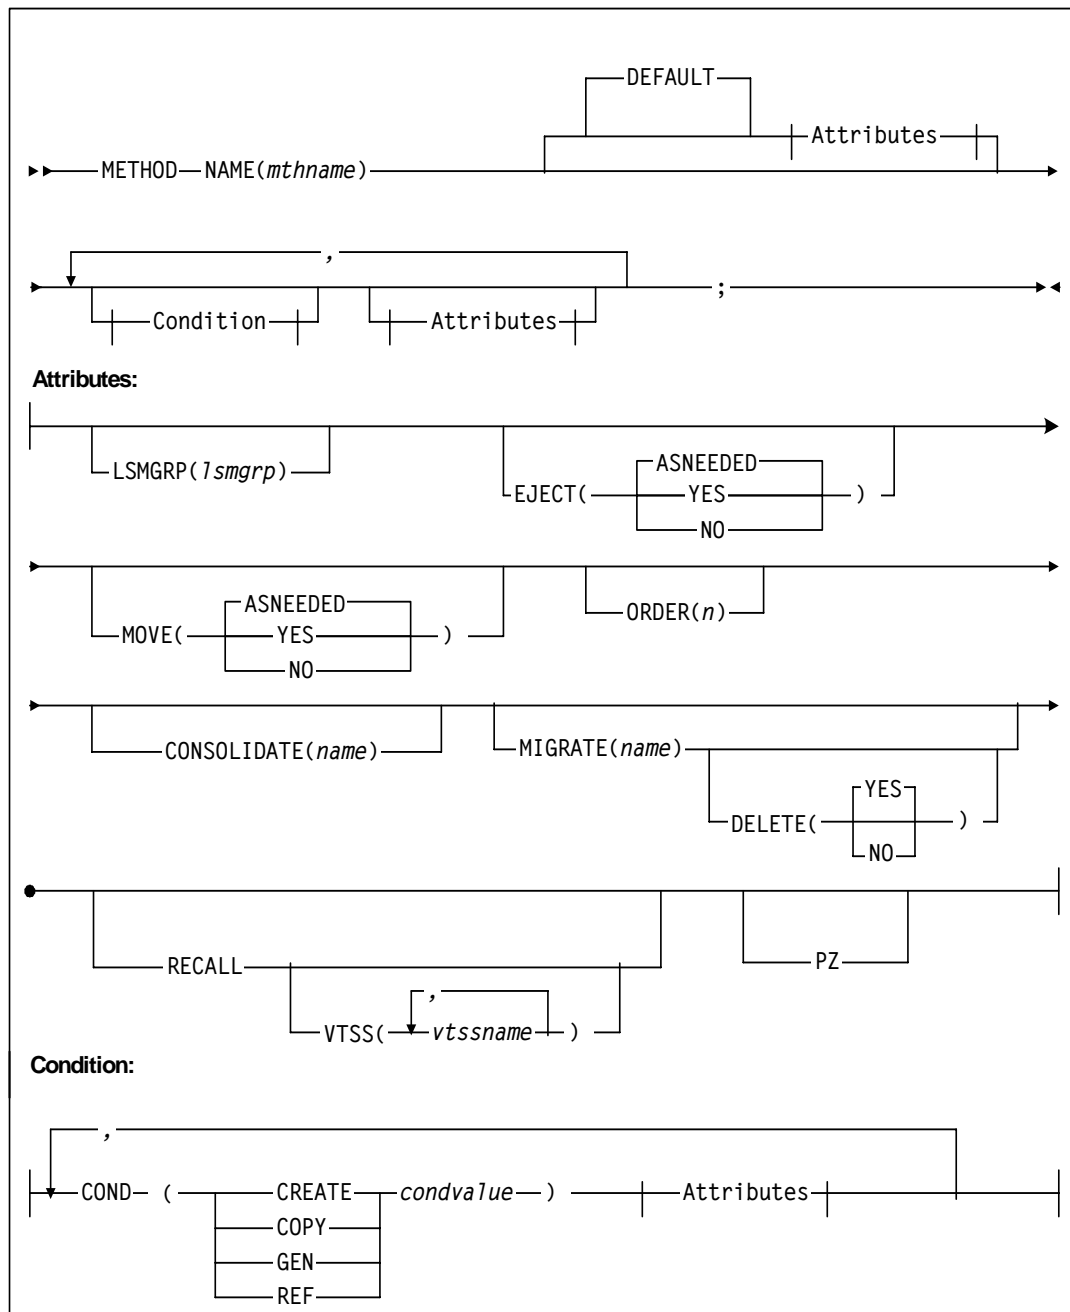 DEFAULT
Attributes
METHOD NAME(mthname)
,
;
Condition Attributes
Attributes:
LSMGRP(lsmgrp)
ASNEEDED
EJECT( YES )
NO
ASNEEDED
MOVE( YES )
NO
ORDER(n)
CONSOLIDATE(name) MIGRATE(name)
YES
DELETE( )
NO
RECALL PZ
,
VTSS( vtssname )
Condition:
,
COND ( CREATE condvalue ) Attributes
COPY
GEN
REF